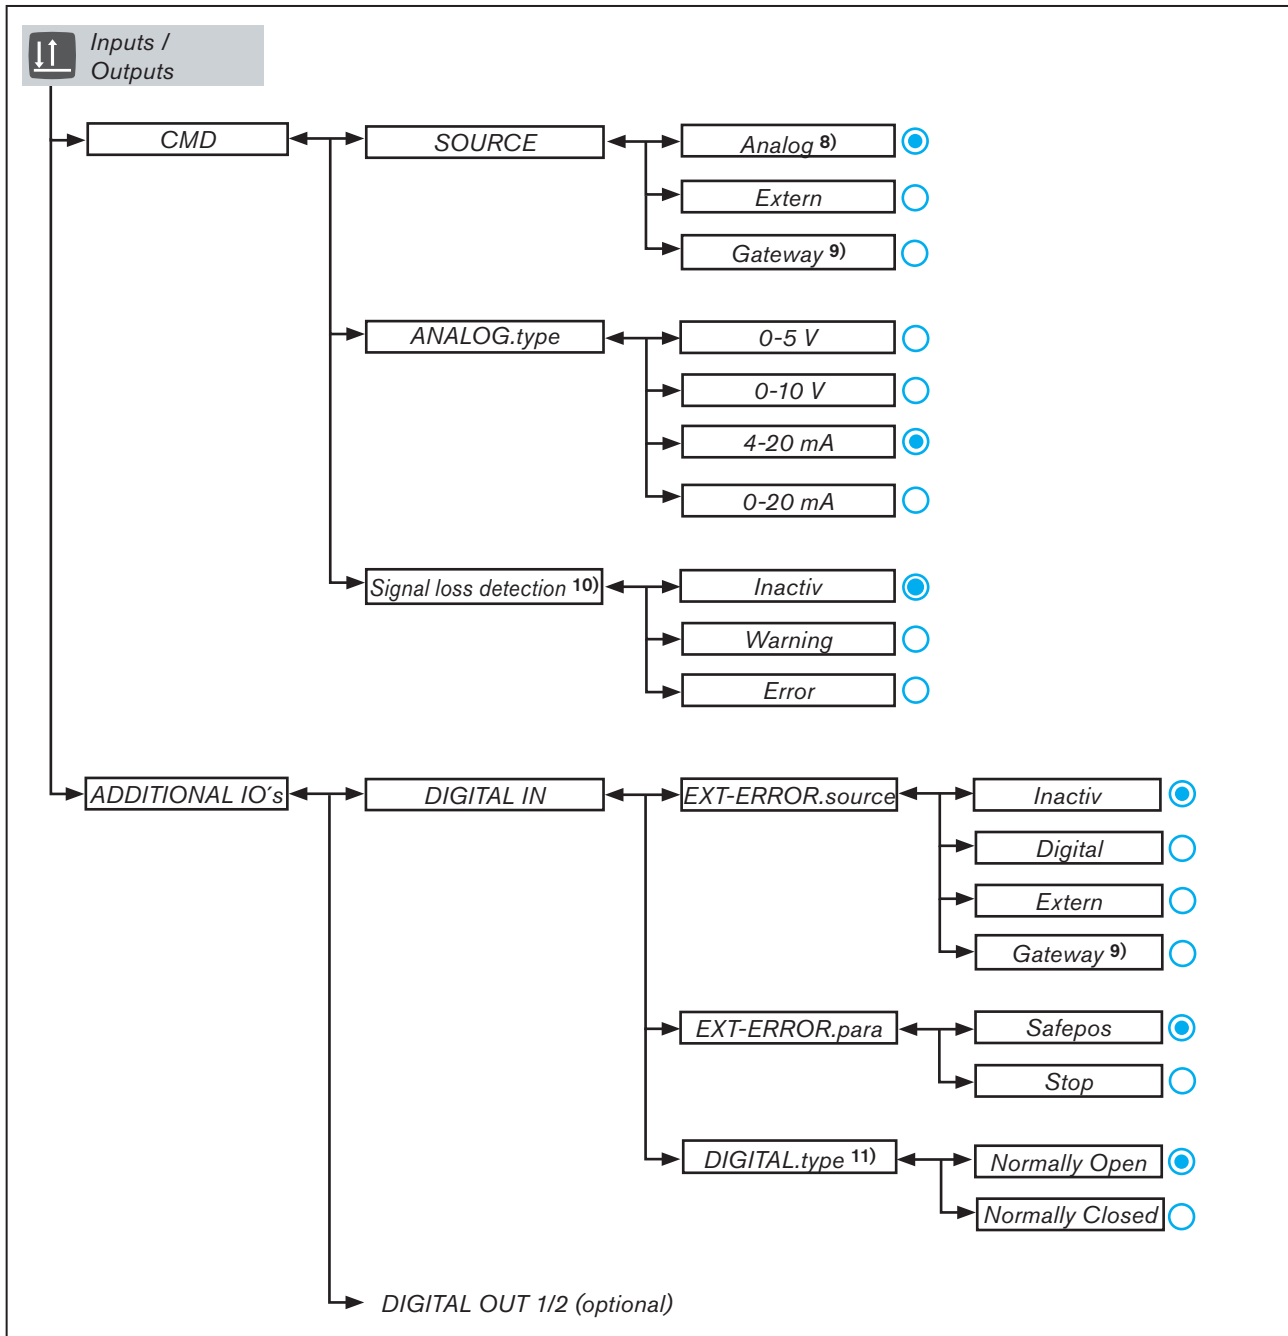 Inputs /
Outputs
CMD
SOURCE
Analog 8)
Extern
Gateway 9)
ANALOG.type
0-5 V
0-10 V
4-20 mA
0-20 mA
Signal loss detection 10)
Inactiv
Warning
Error
ADDITIONAL IO´s
DIGITAL IN
EXT-ERROR.source
Inactiv
Digital
Extern
Gateway 9)
EXT-ERROR.para
Safepos
Stop
DIGITAL.type 11)
Normally Open
Normally Closed
DIGITAL OUT 1/2 (optional)